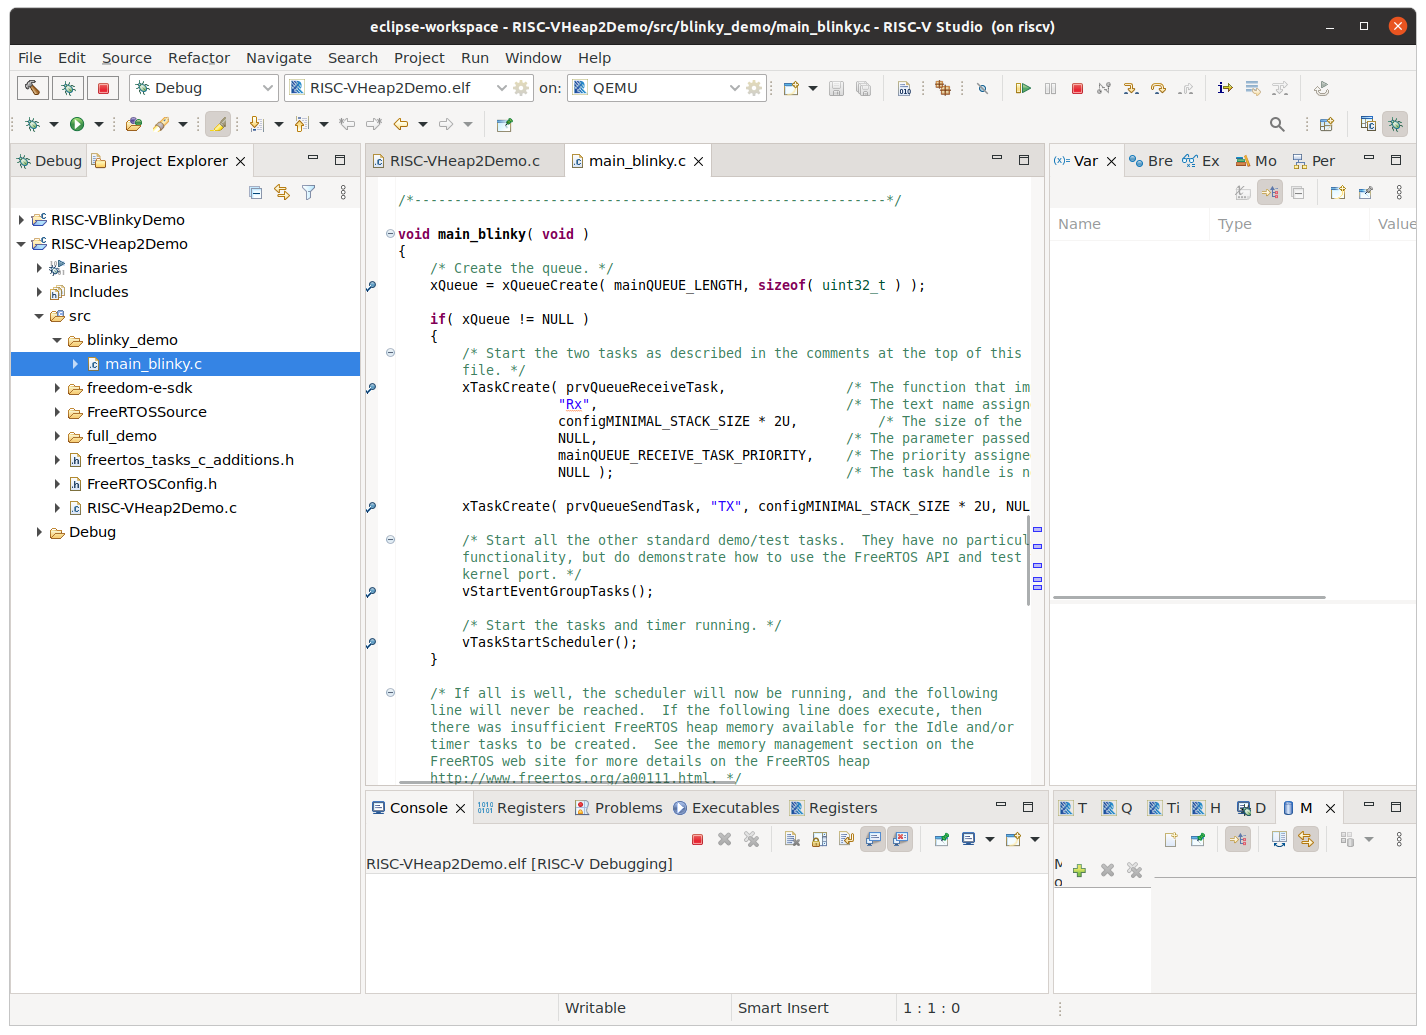 eclipse-workspace - RISC-VHeap2Demo/src/blinky_demo/main_blinky.c - RISC-V Studio (on riscv)
File Edit Source Refactor Navigate Search Project Run Window Help
Debug RISC-VHeap2Demo.elf on: QEMU
Debug Project Explorer
RISC-VHeap2Demo.c main_blinky.c
Var Bre Ex Mo Per
Name Type Value
RISC-VBlinkyDemo
RISC-VHeap2Demo
Binaries
Includes
src
blinky_demo
main_blinky.c
freedom-e-sdk
FreeRTOSSource
full_demo
freertos_tasks_c_additions.h
FreeRTOSConfig.h
RISC-VHeap2Demo.c
Debug
/*-----------------------------------------------------------*/
void main_blinky( void )
{
/* Create the queue. */
xQueue = xQueueCreate( mainQUEUE_LENGTH, sizeof( uint32_t ) );
if( xQueue != NULL )
{
/* Start the two tasks as described in the comments at the top of this
file. */
xTaskCreate( prvQueueReceiveTask, /* The function that im
"Rx", /* The text name assign
configMINIMAL_STACK_SIZE * 2U, /* The size of the
NULL, /* The parameter passed
mainQUEUE_RECEIVE_TASK_PRIORITY, /* The priority assigne
NULL ); /* The task handle is n
xTaskCreate( prvQueueSendTask, "TX", configMINIMAL_STACK_SIZE * 2U, NUL
/* Start all the other standard demo/test tasks. They have no particul
functionality, but do demonstrate how to use the FreeRTOS API and test
kernel port. */
vStartEventGroupTasks();
/* Start the tasks and timer running. */
vTaskStartScheduler();
}
/* If all is well, the scheduler will now be running, and the following
line will never be reached. If the following line does execute, then
there was insufficient FreeRTOS heap memory available for the Idle and/or
timer tasks to be created. See the memory management section on the
FreeRTOS web site for more details on the FreeRTOS heap
http://www.freertos.org/a00111.html. */
Console Registers Problems Executables Registers
RISC-VHeap2Demo.elf [RISC-V Debugging]
T Q Ti H D M
Writable Smart Insert 1 : 1 : 0